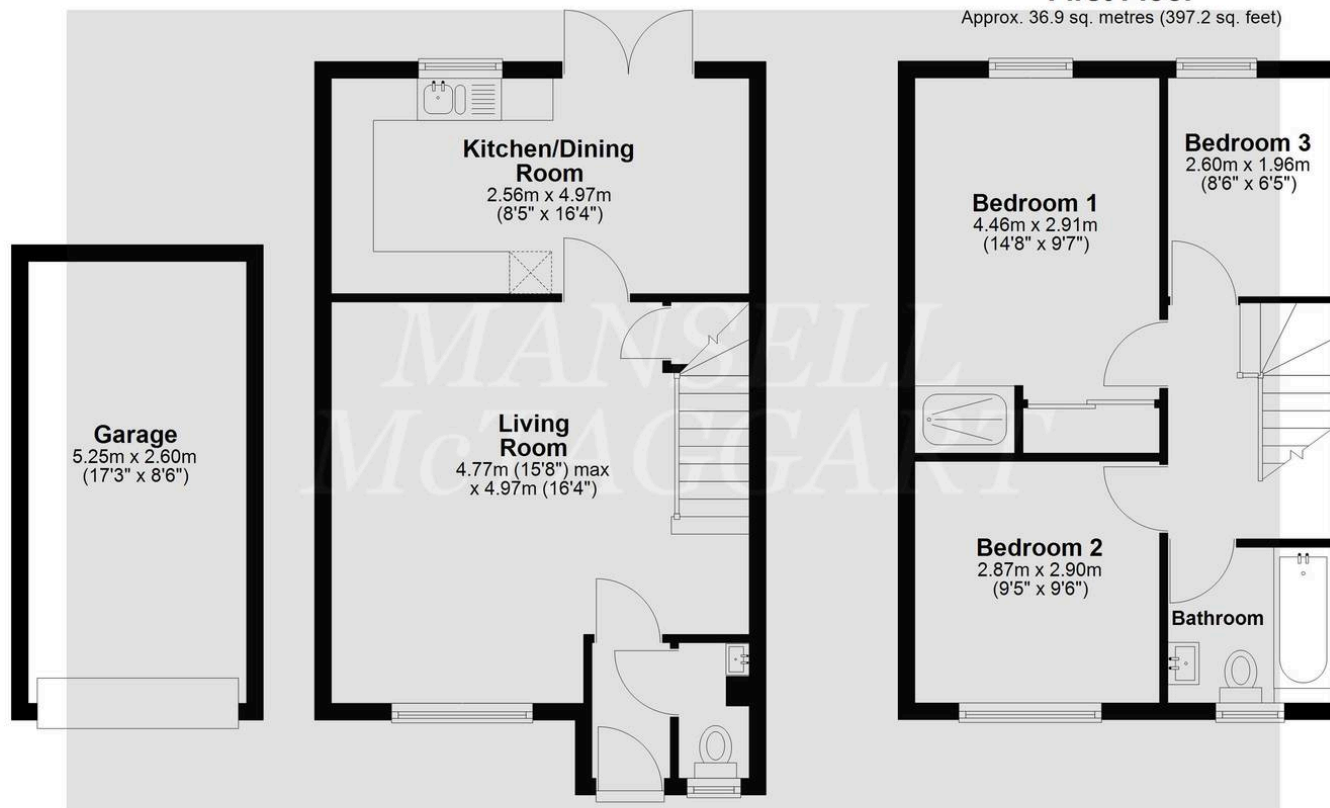 Approx. 36.9 sq. metres (397.2 sq. feet)
Kitchen/Dining
Room
2.56m x 4.97m
(8'5" x 16'4")
Bedroom 1
4.46m x 2.91m
(14'8" x 9'7")
Bedroom 3
2.60m x 1.96m
(8'6" x 6'5")
MANSELL
McTAGGART
Garage
5.25m x 2.60m
(17'3" x 8'6")
Living
Room
4.77m (15'8") max
x 4.97m (16'4")
Bedroom 2
2.87m x 2.90m
(9'5" x 9'6")
Bathroom